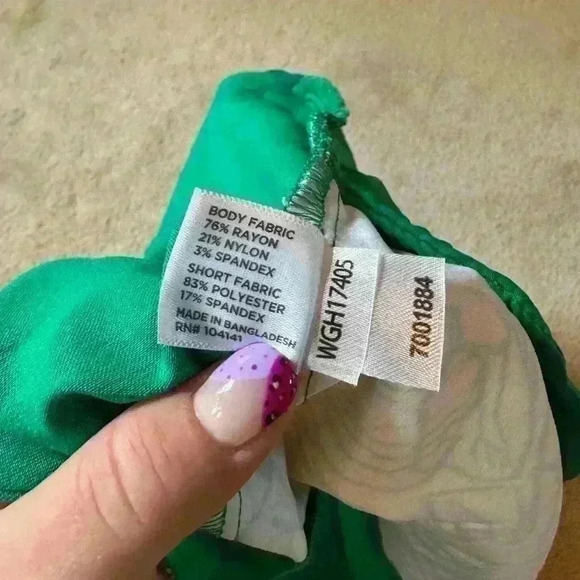 BODY FABRIC
76% RAYON
21% NYLON
3% SPANDEX
SHORT FABRIC
83% POLYESTER
17% SPANDEX
MADE IN BANGLADESH
RN# 104141
WGH17405
7001884